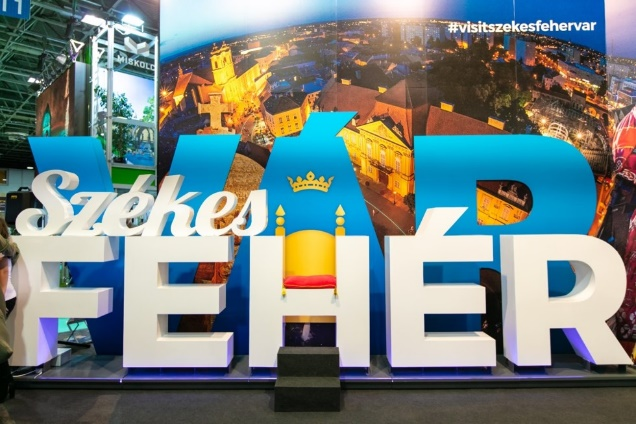 #visitszekesfehervar
MISKOLC
Székes
FEHÉR
VÁR